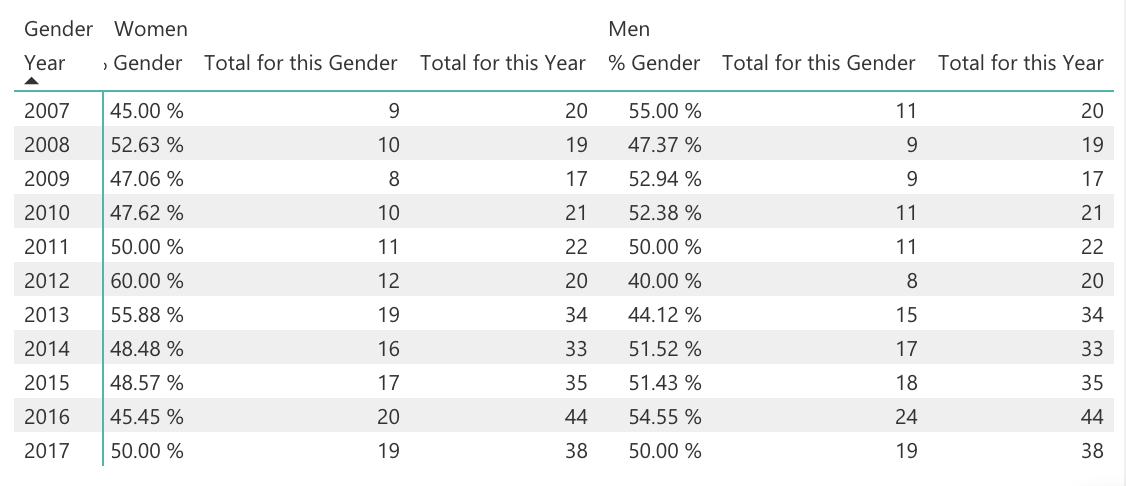 Gender Women Men
Year % Gender Total for this Gender Total for this Year % Gender Total for this Gender Total for this Year
2007 45.00 % 9 20 55.00 % 11 20
2008 52.63 % 10 19 47.37 % 9 19
2009 47.06 % 8 17 52.94 % 9 17
2010 47.62 % 10 21 52.38 % 11 21
2011 50.00 % 11 22 50.00 % 11 22
2012 60.00 % 12 20 40.00 % 8 20
2013 55.88 % 19 34 44.12 % 15 34
2014 48.48 % 16 33 51.52 % 17 33
2015 48.57 % 17 35 51.43 % 18 35
2016 45.45 % 20 44 54.55 % 24 44
2017 50.00 % 19 38 50.00 % 19 38